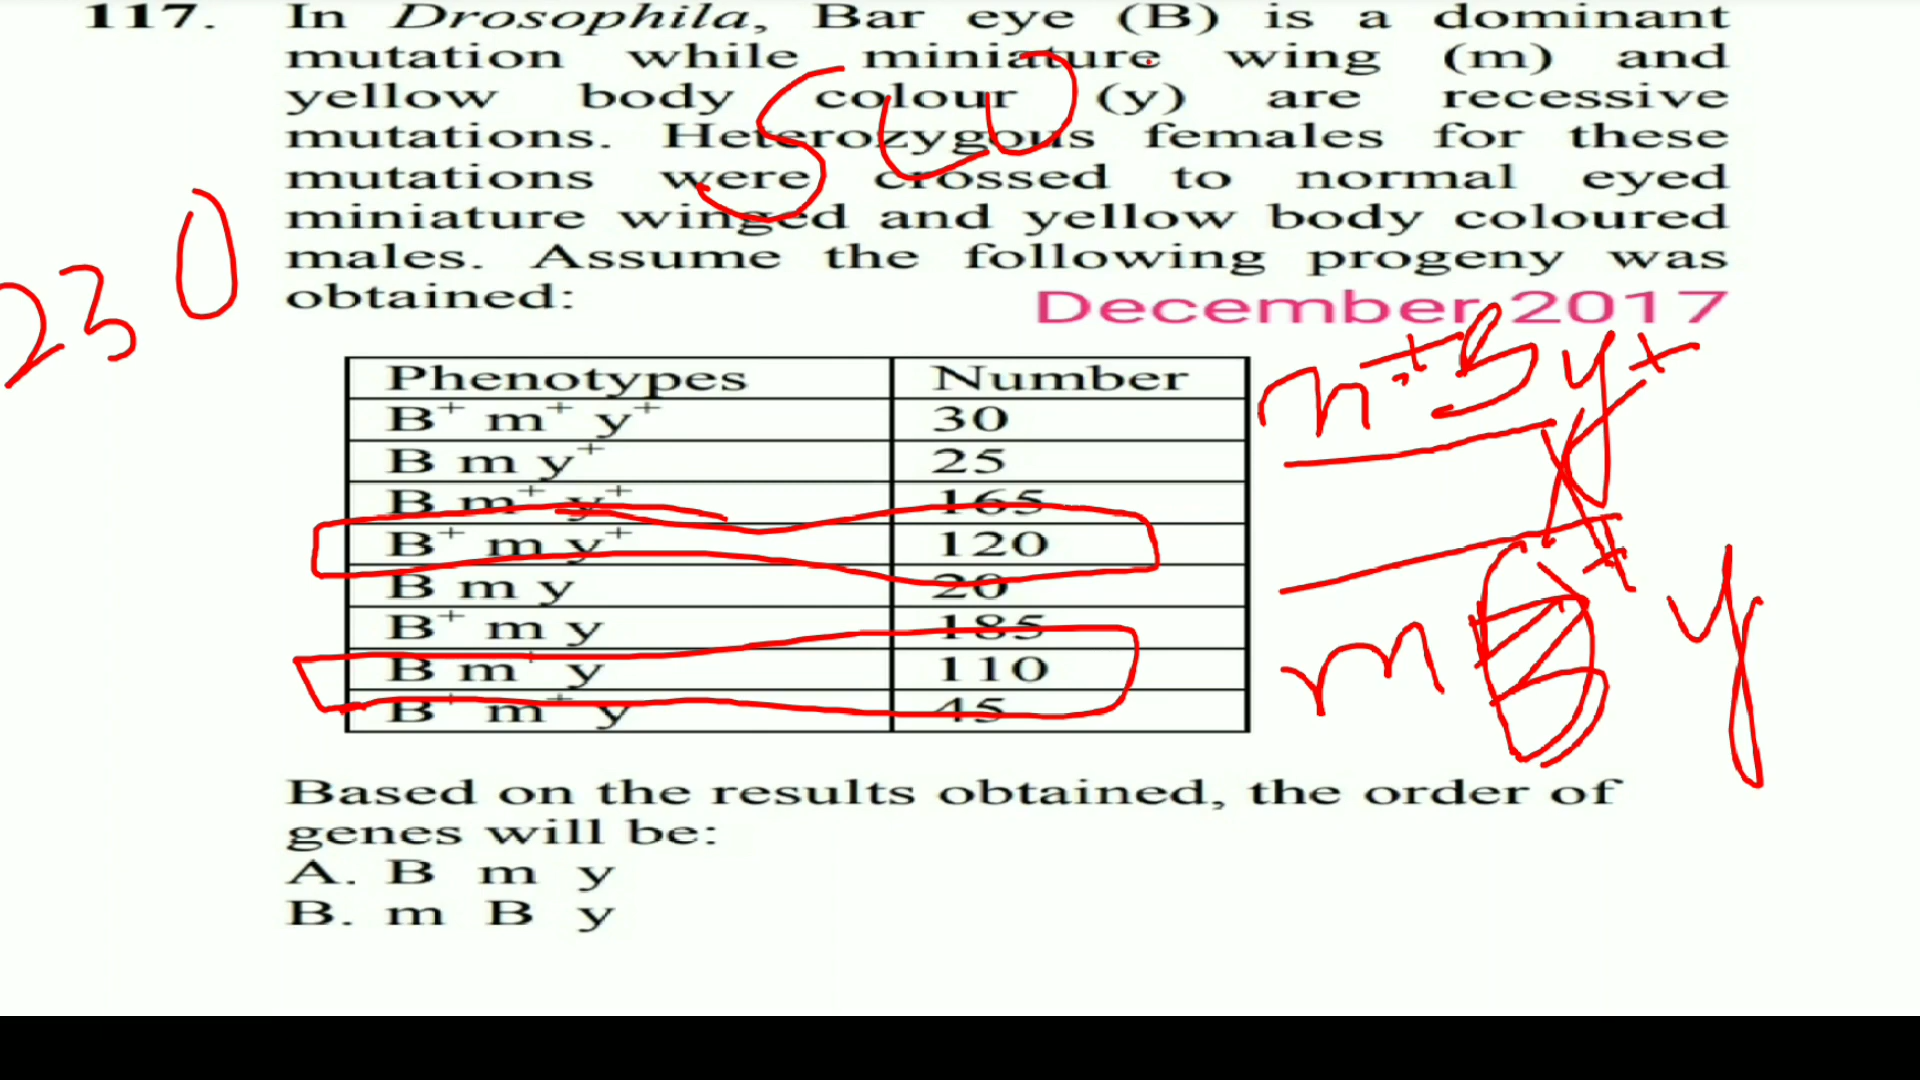 117. In Drosophila, Bar eye (B) is a dominant
mutation while miniature wing (m) and
yellow body colour (y) are recessive
mutations. Heterozygous females for these
mutations were crossed to normal eyed
miniature winged and yellow body coloured
males. Assume the following progeny was
obtained:
December 2017
230
Phenotypes Number
B⁺ m⁺ y⁺ 30
B m y⁺ 25
B m⁺ y⁺ 165
B⁺ m y⁺ 120
B m y 20
B⁺ m y 185
B m⁺ y 110
B⁺ m⁺ y 45
m⁺ B y⁺
m y
Based on the results obtained, the order of
genes will be:
A. B m y
B. m B y